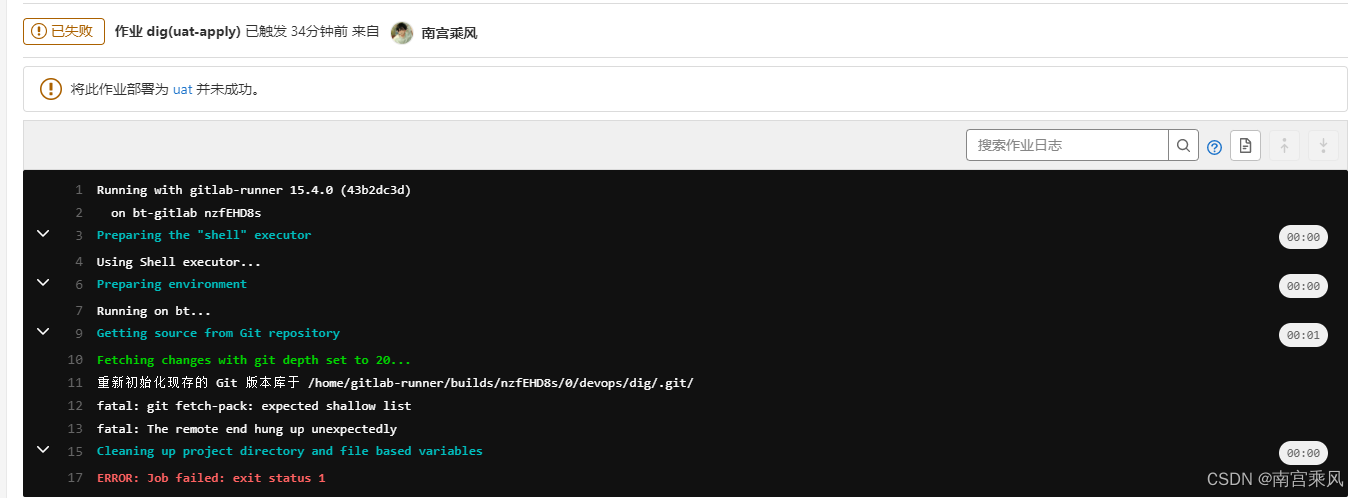 已失败 作业 dig(uat-apply) 已触发 34分钟前 来自 南宫乘风
将此作业部署为 uat 并未成功。
搜索作业日志
1 Running with gitlab-runner 15.4.0 (43b2dc3d)
2 on bt-gitlab nzfEHD8s
3 Preparing the "shell" executor 00:00
4 Using Shell executor...
6 Preparing environment 00:00
7 Running on bt...
9 Getting source from Git repository 00:01
10 Fetching changes with git depth set to 20...
11 重新初始化现存的 Git 版本库于 /home/gitlab-runner/builds/nzfEHD8s/0/devops/dig/.git/
12 fatal: git fetch-pack: expected shallow list
13 fatal: The remote end hung up unexpectedly
15 Cleaning up project directory and file based variables 00:00
17 ERROR: Job failed: exit status 1
CSDN @南宫乘风